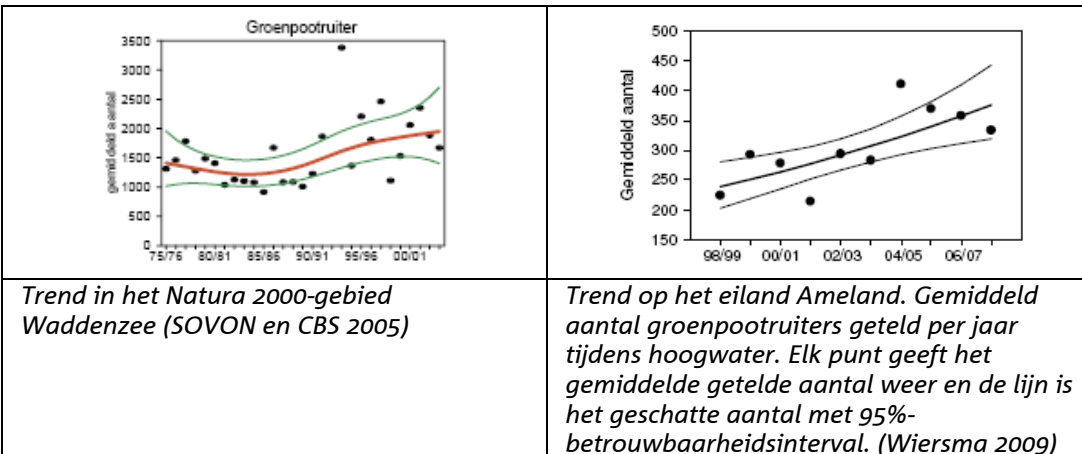 Groenpootruiter
gemiddeld aantal
3500
3000
2500
2000
1500
1000
500
0
75/76 80/81 85/86 90/91 95/96 00/01
Gemiddeld aantal
500
450
400
350
300
250
200
150
98/99 00/01 02/03 04/05 06/07
Trend in het Natura 2000-gebied
Waddenzee (SOVON en CBS 2005)
Trend op het eiland Ameland. Gemiddeld
aantal groenpootruiters geteld per jaar
tijdens hoogwater. Elk punt geeft het
gemiddelde getelde aantal weer en de lijn is
het geschatte aantal met 95%-
betrouwbaarheidsinterval. (Wiersma 2009)